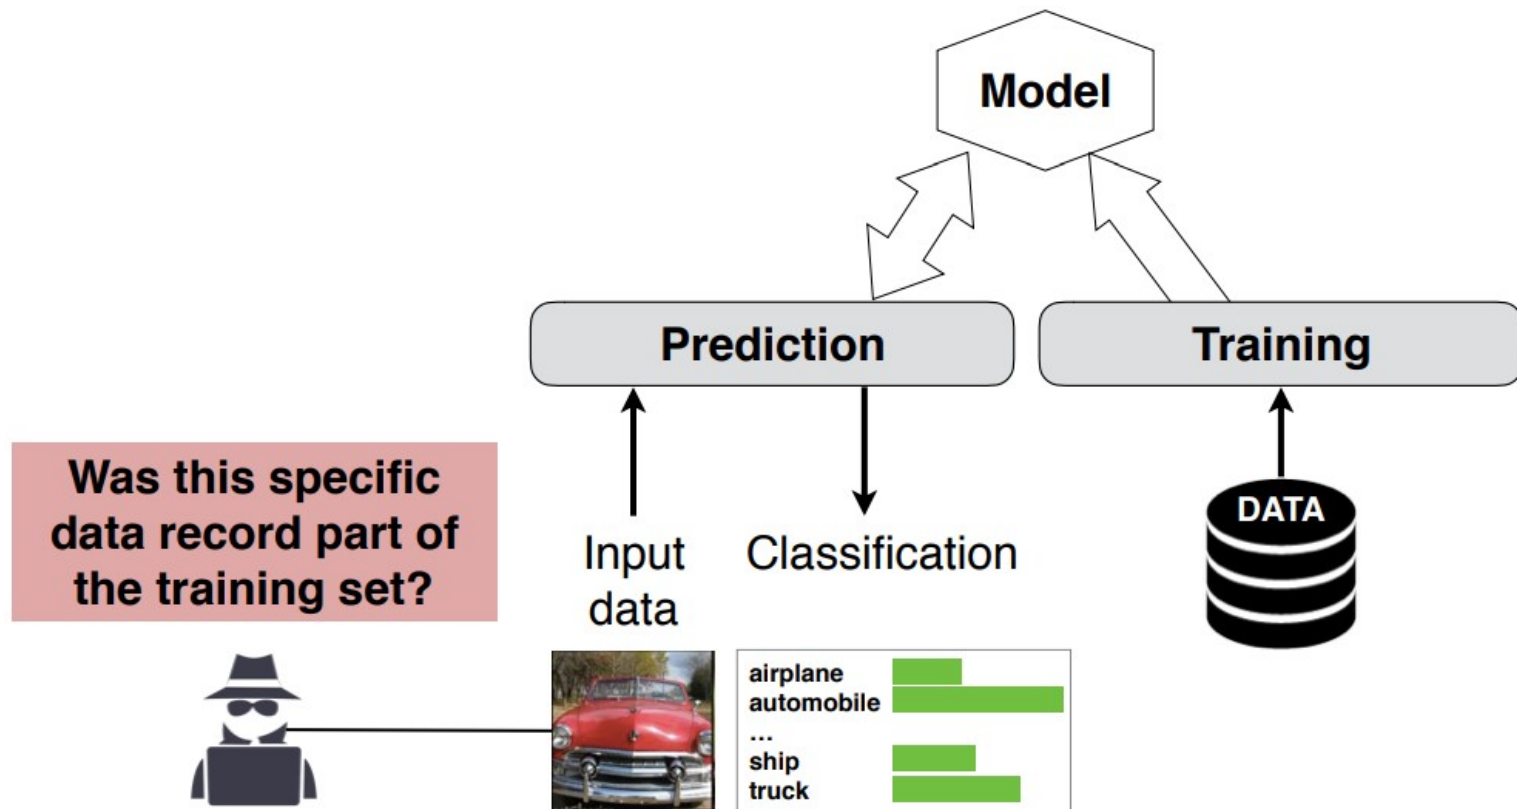 Model
Prediction
Training
Was this specific
data record part of
the training set?
Input
data
Classification
DATA
airplane
automobile
...
ship
truck